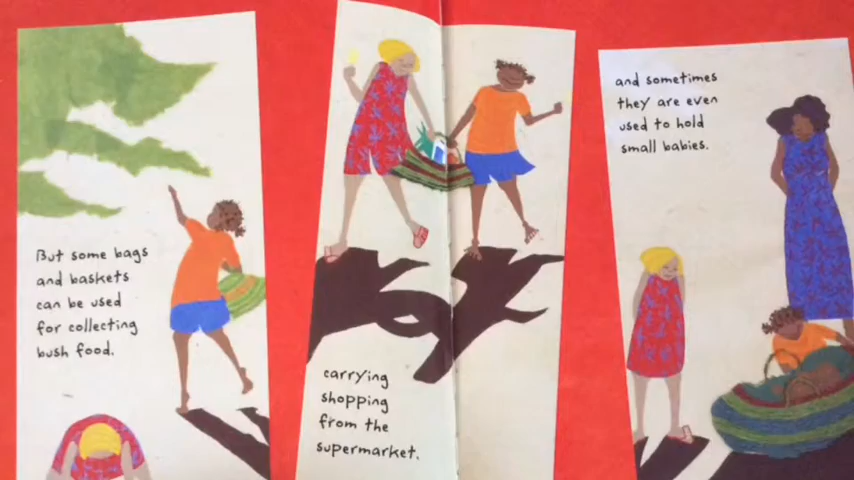 But some bags
and baskets
can be used
for collecting
bush food.
carrying
shopping
from the
supermarket.
and sometimes
they are even
used to hold
small babies.